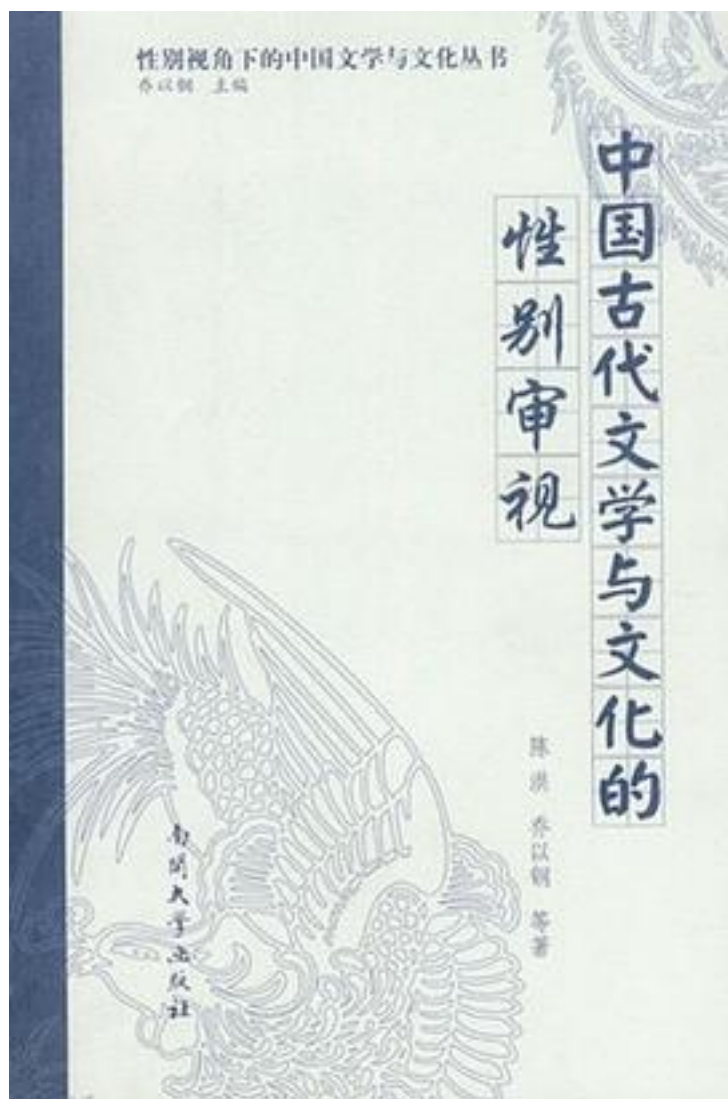 性别视角下的中国文学与文化丛书
乔以钢 主编
中国古代文学与文化的
性别审视
陈洪 乔以钢 等著
南开大学出版社